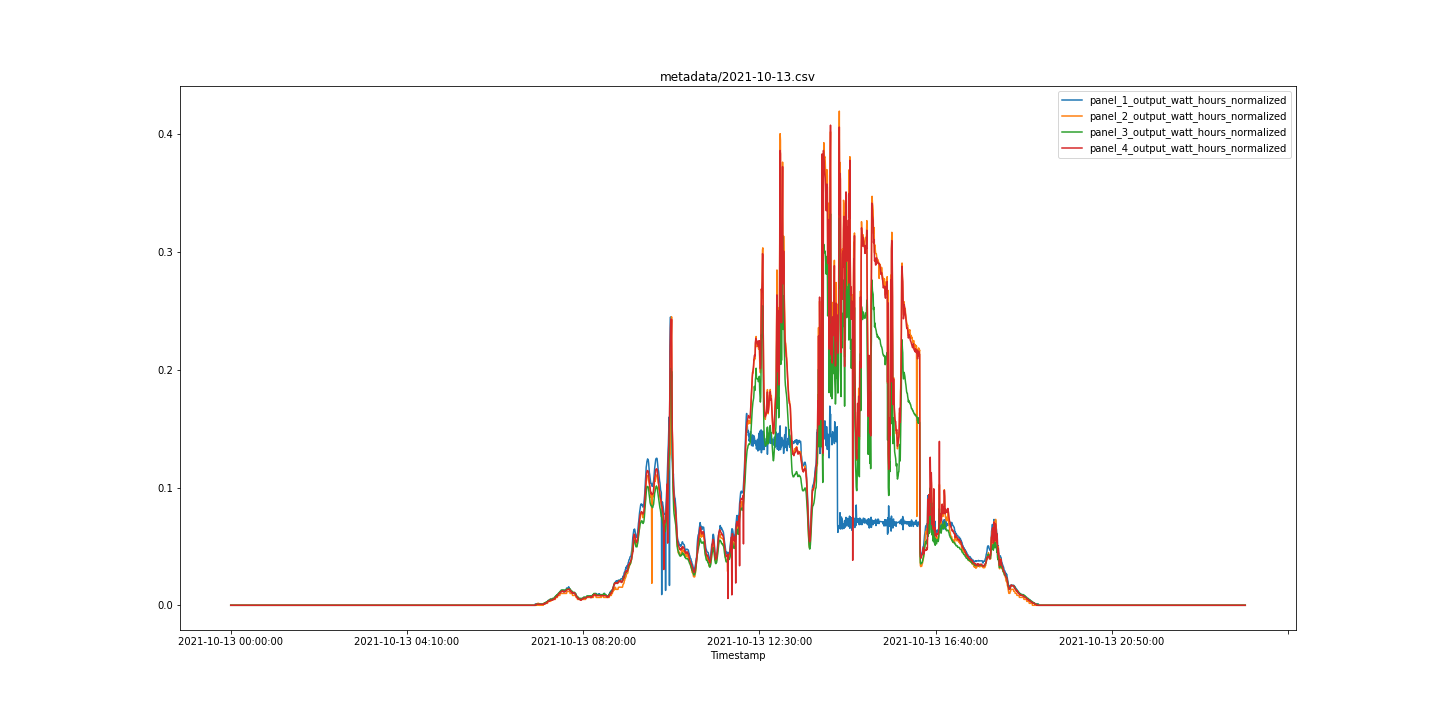 metadata/2021-10-13.csv
panel_1_output_watt_hours_normalized
panel_2_output_watt_hours_normalized
panel_3_output_watt_hours_normalized
panel_4_output_watt_hours_normalized
0.4
0.3
0.2
0.1
0.0
2021-10-13 00:00:00 2021-10-13 04:10:00 2021-10-13 08:20:00 2021-10-13 12:30:00 2021-10-13 16:40:00 2021-10-13 20:50:00
Timestamp